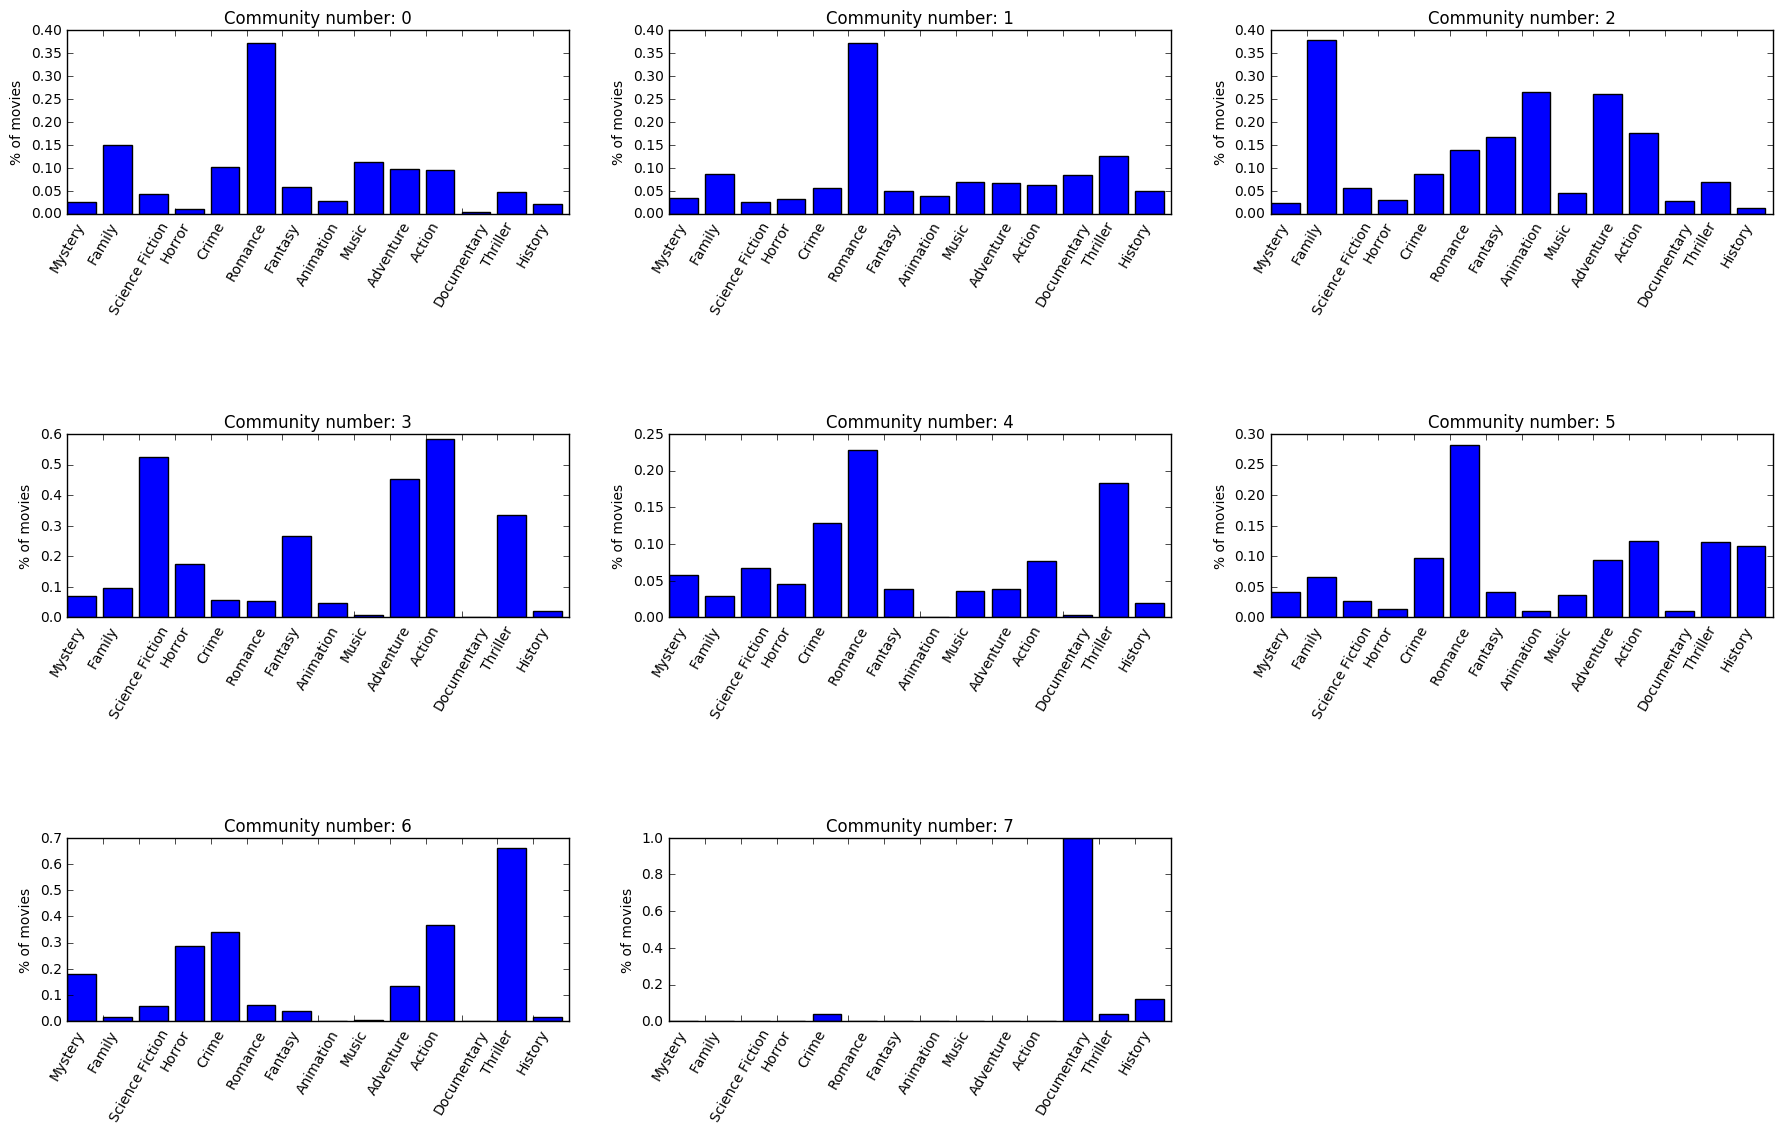 Community number: 0
% of movies
0.40
0.35
0.30
0.25
0.20
0.15
0.10
0.05
0.00
Mystery
Family
Science Fiction
Horror
Crime
Romance
Fantasy
Animation
Music
Adventure
Action
Documentary
Thriller
History
Community number: 1
% of movies
0.40
0.35
0.30
0.25
0.20
0.15
0.10
0.05
0.00
Mystery
Family
Science Fiction
Horror
Crime
Romance
Fantasy
Animation
Music
Adventure
Action
Documentary
Thriller
History
Community number: 2
% of movies
0.40
0.35
0.30
0.25
0.20
0.15
0.10
0.05
0.00
Mystery
Family
Science Fiction
Horror
Crime
Romance
Fantasy
Animation
Music
Adventure
Action
Documentary
Thriller
History
Community number: 3
% of movies
0.6
0.5
0.4
0.3
0.2
0.1
0.0
Mystery
Family
Science Fiction
Horror
Crime
Romance
Fantasy
Animation
Music
Adventure
Action
Documentary
Thriller
History
Community number: 4
% of movies
0.25
0.20
0.15
0.10
0.05
0.00
Mystery
Family
Science Fiction
Horror
Crime
Romance
Fantasy
Animation
Music
Adventure
Action
Documentary
Thriller
History
Community number: 5
% of movies
0.30
0.25
0.20
0.15
0.10
0.05
0.00
Mystery
Family
Science Fiction
Horror
Crime
Romance
Fantasy
Animation
Music
Adventure
Action
Documentary
Thriller
History
Community number: 6
% of movies
0.7
0.6
0.5
0.4
0.3
0.2
0.1
0.0
Mystery
Family
Science Fiction
Horror
Crime
Romance
Fantasy
Animation
Music
Adventure
Action
Documentary
Thriller
History
Community number: 7
% of movies
1.0
0.8
0.6
0.4
0.2
0.0
Mystery
Family
Science Fiction
Horror
Crime
Romance
Fantasy
Animation
Music
Adventure
Action
Documentary
Thriller
History